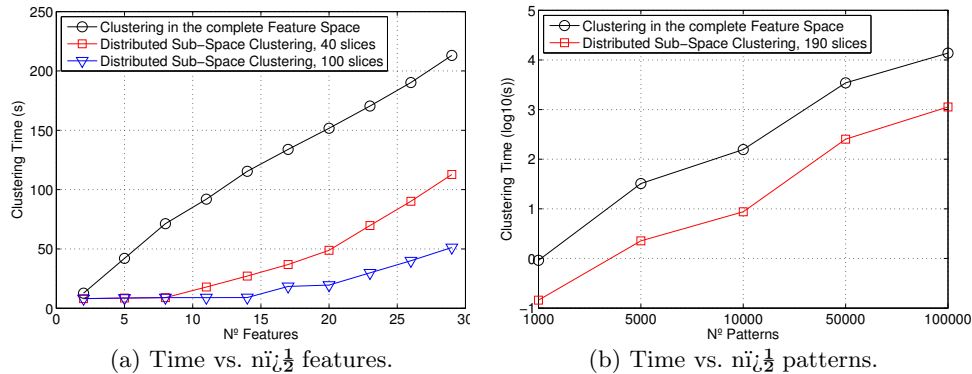 Clustering in the complete Feature Space
Distributed Sub-Space Clustering, 40 slices
Distributed Sub-Space Clustering, 100 slices
250
200
150
100
50
0
Clustering Time (s)
0 5 10 15 20 25 30
Nº Features
(a) Time vs. nï¿½ features.
Clustering in the complete Feature Space
Distributed Sub-Space Clustering, 190 slices
5
4
3
2
1
0
-1
Clustering Time (log10(s))
1000 5000 10000 50000 100000
Nº Patterns
(b) Time vs. nï¿½ patterns.